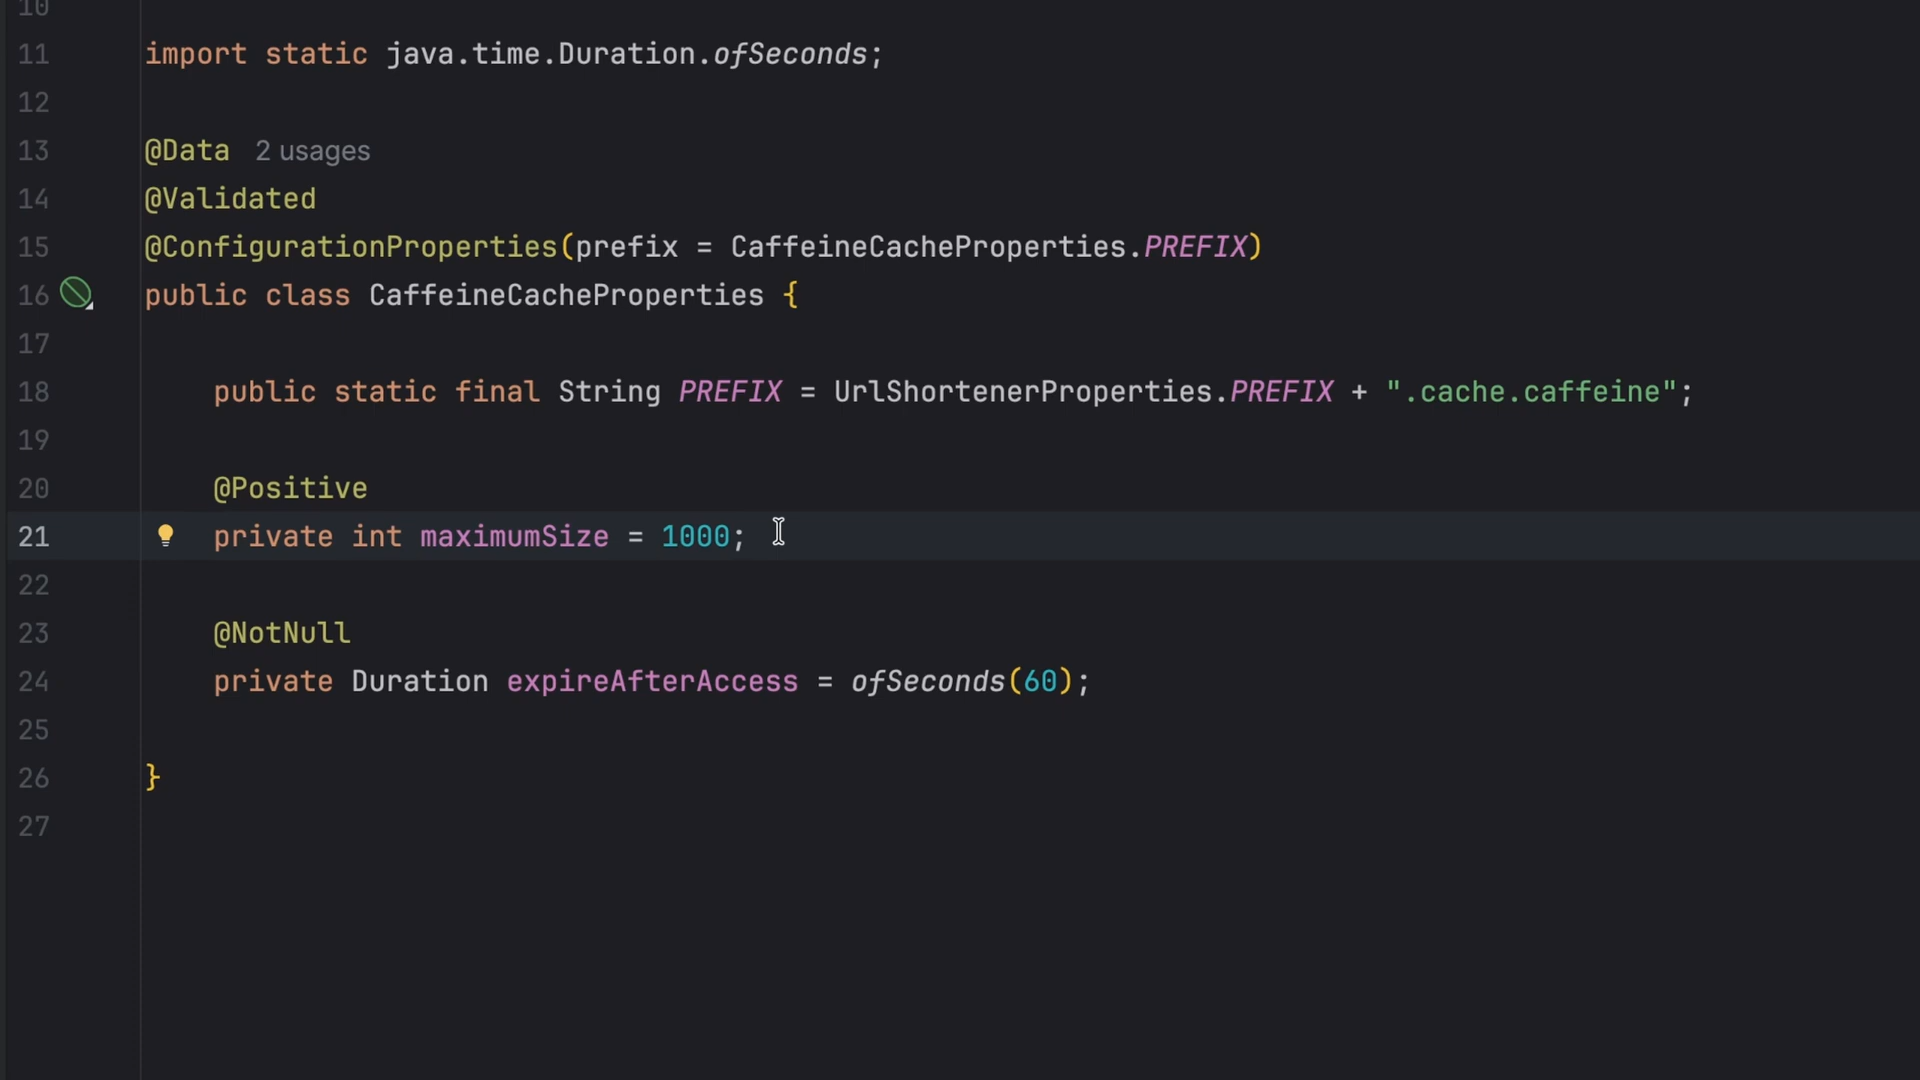 10
11 import static java.time.Duration.ofSeconds;
12
13 @Data 2 usages
14 @Validated
15 @ConfigurationProperties(prefix = CaffeineCacheProperties.PREFIX)
16 public class CaffeineCacheProperties {
17
18 public static final String PREFIX = UrlShortenerProperties.PREFIX + ".cache.caffeine";
19
20 @Positive
21 private int maximumSize = 1000;
22
23 @NotNull
24 private Duration expireAfterAccess = ofSeconds(60);
25
26 }
27